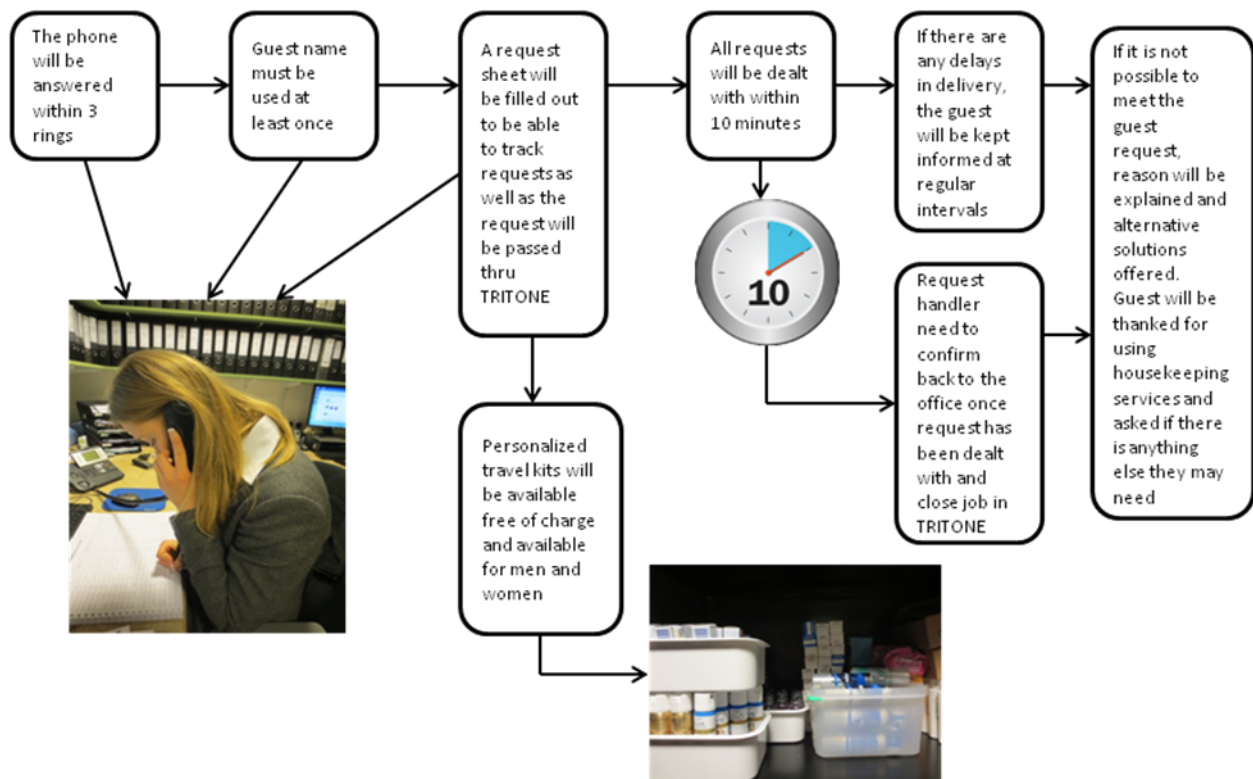 The phone
will be
answered
within 3
rings
Guest name
must be
used at
least once
A request
sheet will
be filled out
to be able
to track
requests as
well as the
request will
be passed
thru
TRITONE
All requests
will be dealt
with within
10 minutes
If there are
any delays
in delivery,
the guest
will be kept
informed at
regular
intervals
If it is not
possible to
meet the
guest
request,
reason will be
explained and
alternative
solutions
offered.
Guest will be
thanked for
using
housekeeping
services and
asked if there
is anything
else they may
need
10
Request
handler
need to
confirm
back to the
office once
request has
been dealt
with and
close job in
TRITONE
Personalized
travel kits will
be available
free of charge
and available
for men and
women